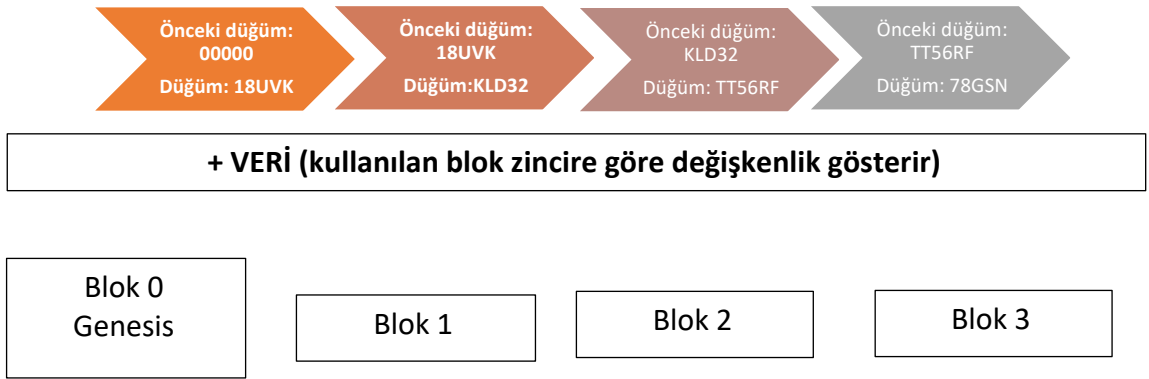 Önceki düğüm:
00000
Düğüm: 18UVK
Önceki düğüm:
18UVK
Düğüm:KLD32
Önceki düğüm:
KLD32
Düğüm: TT56RF
Önceki düğüm:
TT56RF
Düğüm: 78GSN
+ VERİ (kullanılan blok zincire göre değişkenlik gösterir)
Blok 0
Genesis
Blok 1
Blok 2
Blok 3